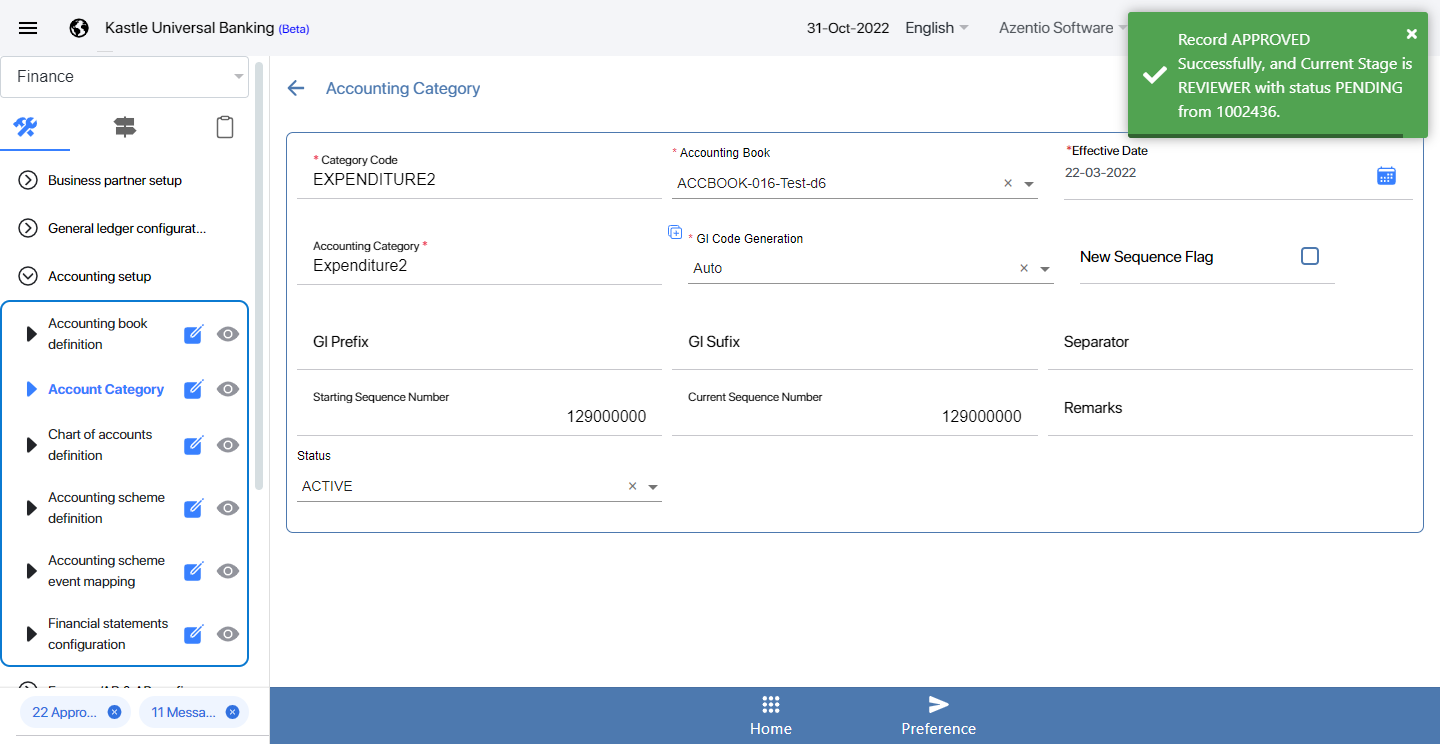 Kastle Universal Banking (Beta)
31-Oct-2022
English
Azentio Software
Record APPROVED
Successfully, and Current Stage is
REVIEWER with status PENDING
from 1002436.
Finance
Business partner setup
General ledger configurat...
Accounting setup
Accounting book
definition
Account Category
Chart of accounts
definition
Accounting scheme
definition
Accounting scheme
event mapping
Financial statements
configuration
22 Appro...
11 Messa...
Accounting Category
* Category Code
EXPENDITURE2
* Accounting Book
ACCBOOK-016-Test-d6
*Effective Date
22-03-2022
Accounting Category *
Expenditure2
* Gl Code Generation
Auto
New Sequence Flag
Gl Prefix
Gl Sufix
Separator
Starting Sequence Number
129000000
Current Sequence Number
129000000
Remarks
Status
ACTIVE
Home
Preference